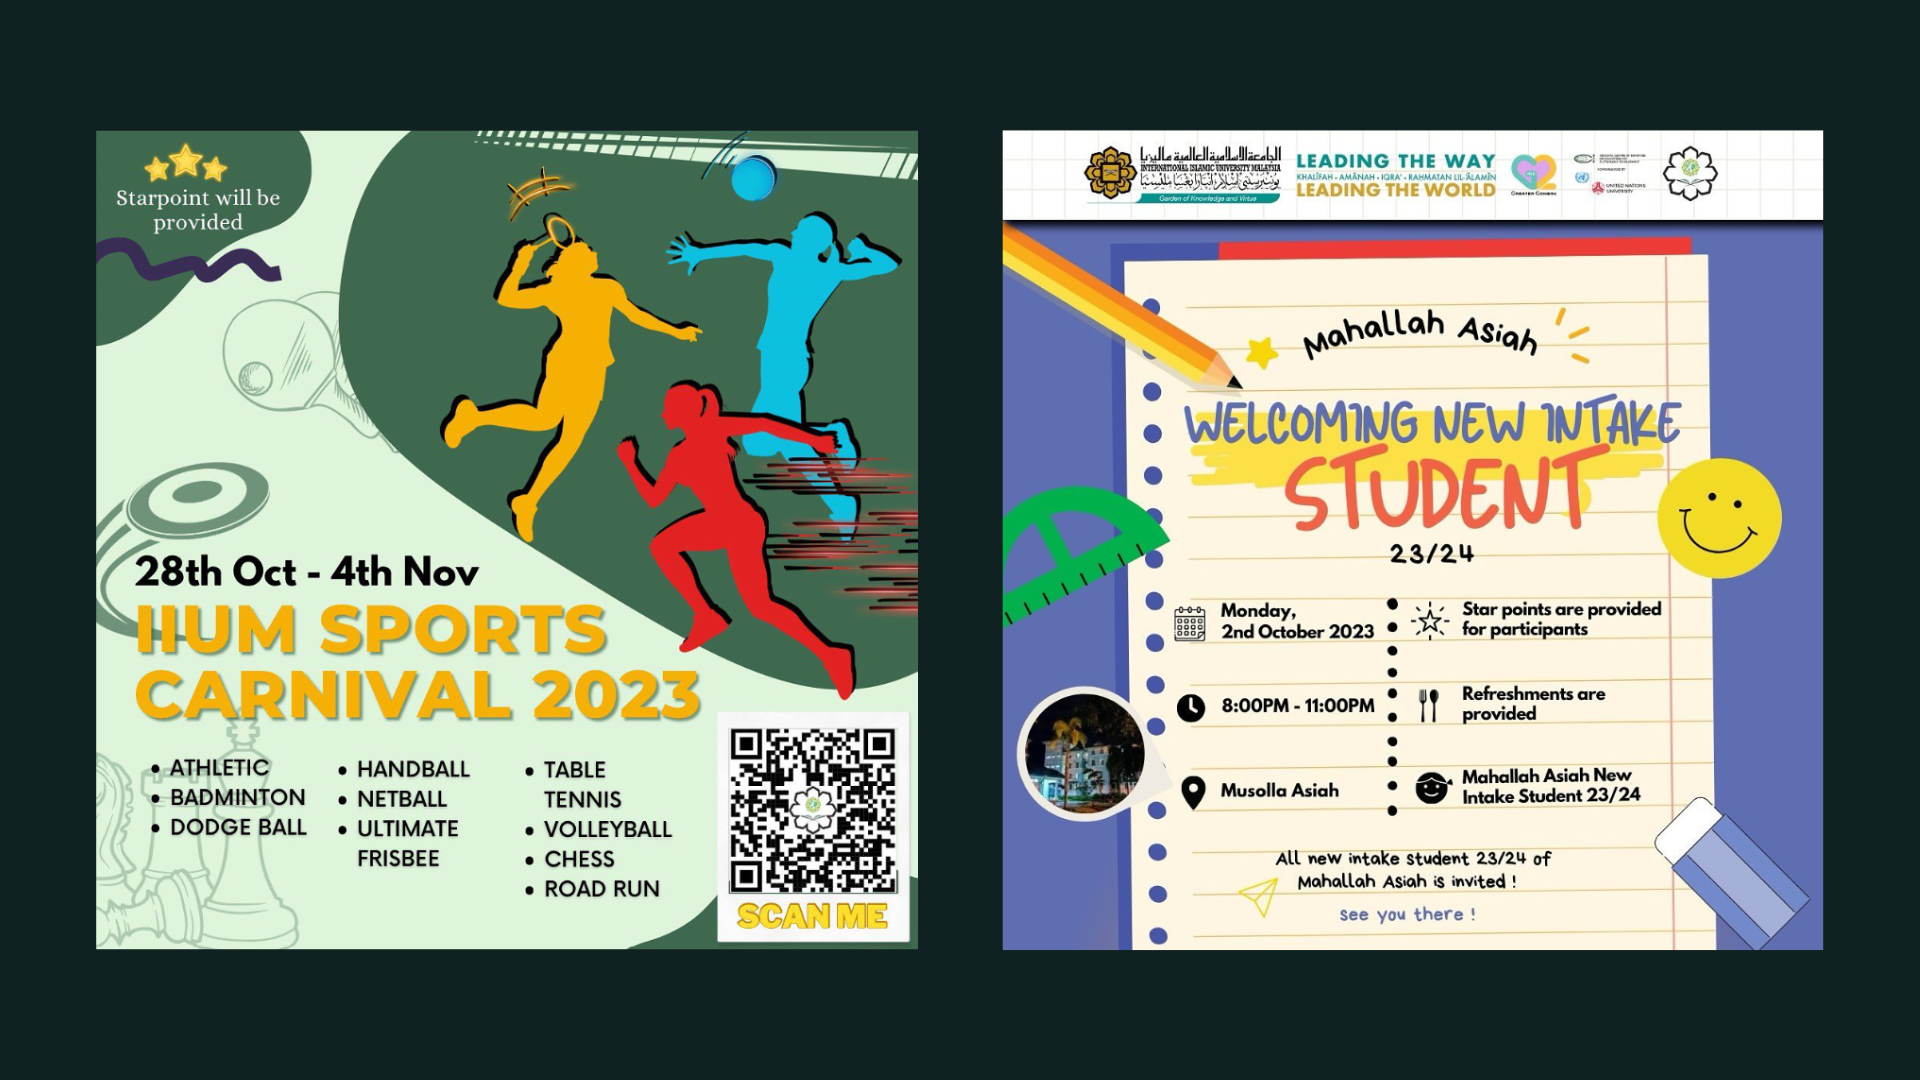 Starpoint will be
provided
28th Oct - 4th Nov
IIUM SPORTS
CARNIVAL 2023
• ATHLETIC
• BADMINTON
• DODGE BALL
• HANDBALL
• NETBALL
• ULTIMATE
FRISBEE
• TABLE
TENNIS
• VOLLEYBALL
• CHESS
• ROAD RUN
SCAN ME
الجامعة الإسلامية العالمية ماليزيا
INTERNATIONAL ISLAMIC UNIVERSITY MALAYSIA
Garden of Knowledge and Virtue
LEADING THE WAY
KHALĪFAH • AMĀNAH • IQRA' • RAHMATAN LIL-ĀLAMĪN
LEADING THE WORLD
UNITED NATIONS
UNIVERSITY
Mahallah Asiah
WELCOMING NEW INTAKE
STUDENT
23/24
Monday,
2nd October 2023
8:00PM - 11:00PM
Musolla Asiah
Star points are provided
for participants
Refreshments are
provided
Mahallah Asiah New
Intake Student 23/24
All new intake student 23/24 of
Mahallah Asiah is invited !
see you there !